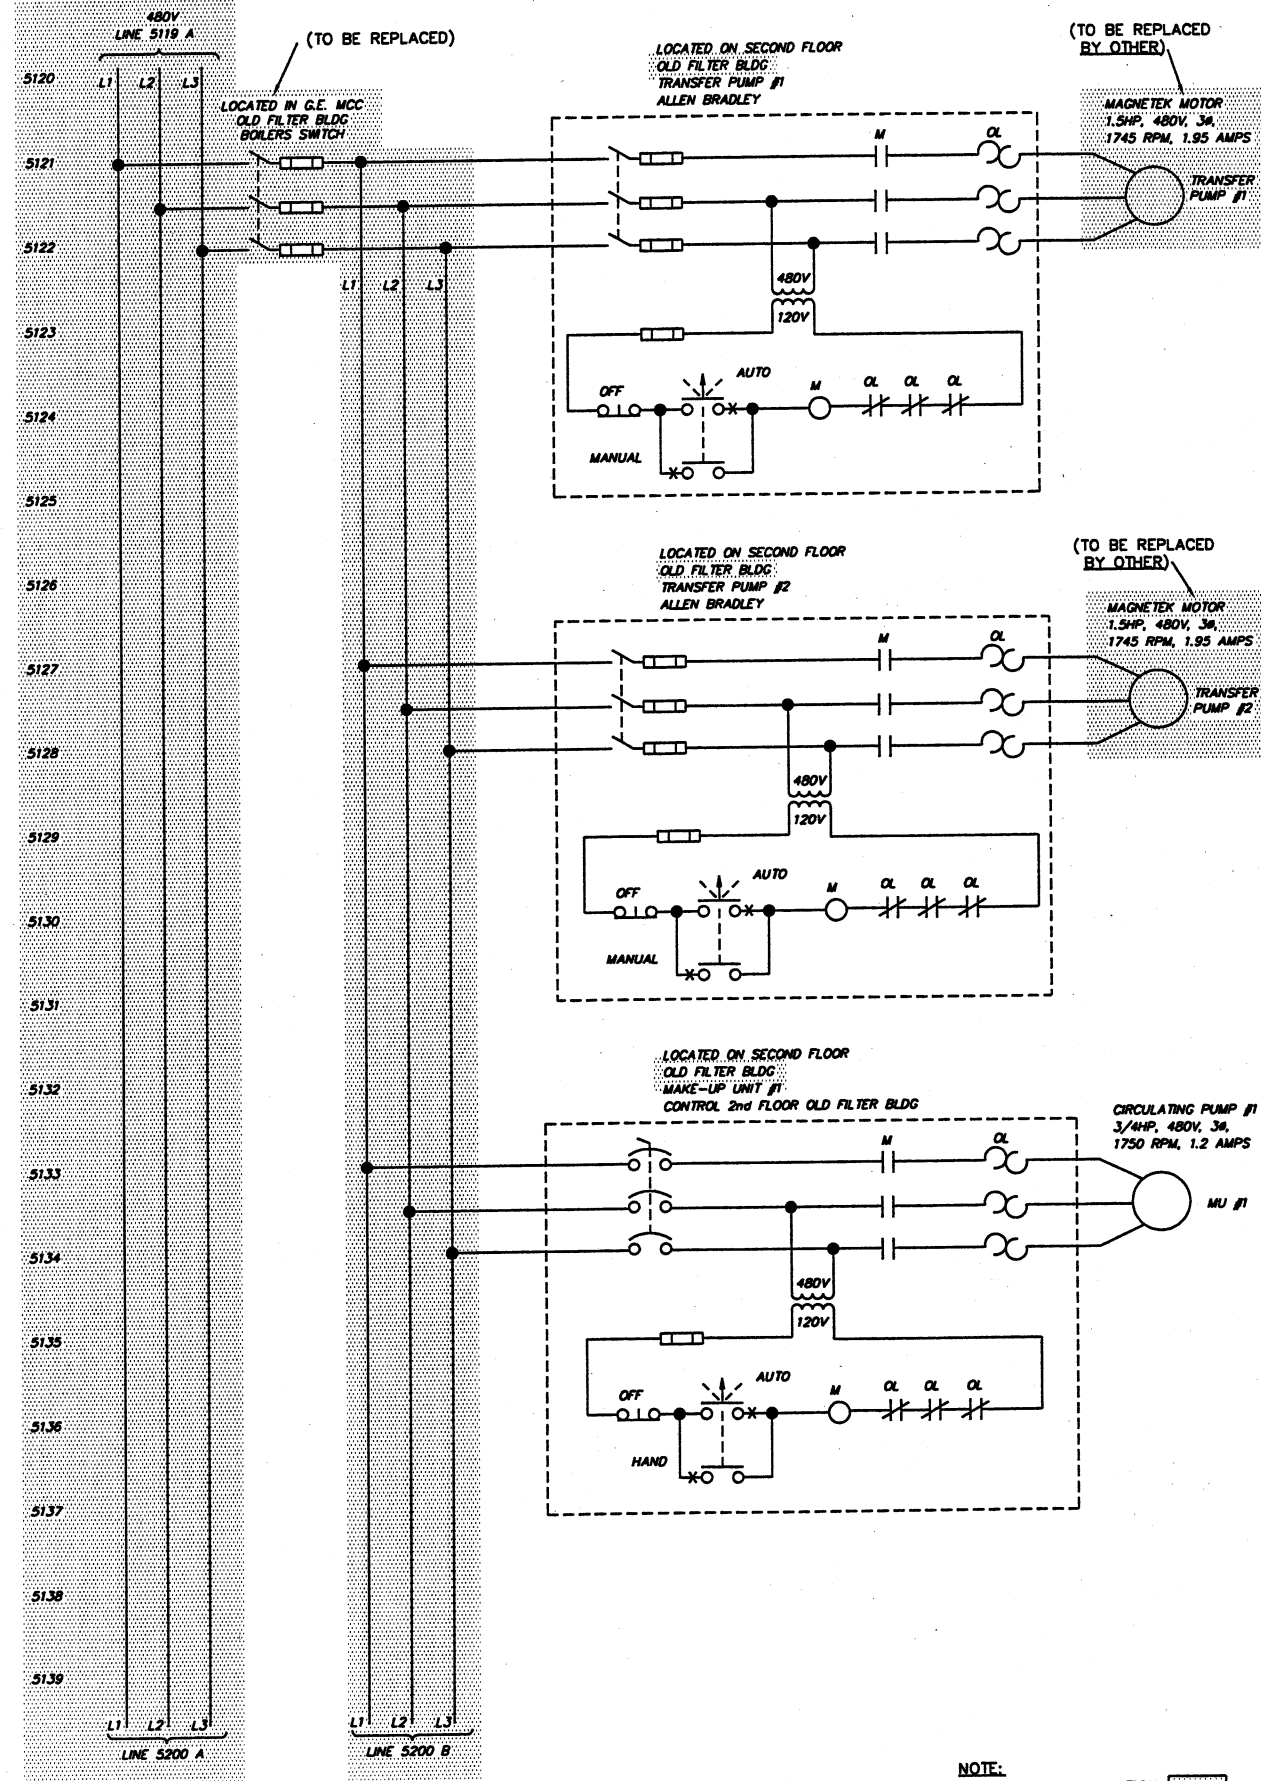 480V
LINE 5119 A
(TO BE REPLACED)
LOCATED ON SECOND FLOOR
OLD FILTER BLDG
TRANSFER PUMP #1
ALLEN BRADLEY
(TO BE REPLACED
BY OTHER)
5120
L1 L2 L3
LOCATED IN G.E. MCC
OLD FILTER BLDG
BOILERS SWITCH
MAGNETEK MOTOR
1.5HP, 480V, 3ø,
1745 RPM, 1.95 AMPS
M OL
5121
TRANSFER
PUMP #1
5122
L1 L2 L3
480V
120V
5123
AUTO
OFF
M OL OL OL
5124
MANUAL
5125
(TO BE REPLACED
BY OTHER)
LOCATED ON SECOND FLOOR
OLD FILTER BLDG
TRANSFER PUMP #2
ALLEN BRADLEY
5126
MAGNETEK MOTOR
1.5HP, 480V, 3ø,
1745 RPM, 1.95 AMPS
M OL
5127
TRANSFER
PUMP #2
5128
480V
120V
5129
AUTO
OFF
M OL OL OL
5130
MANUAL
5131
LOCATED ON SECOND FLOOR
OLD FILTER BLDG
MAKE-UP UNIT #1
CONTROL 2nd FLOOR OLD FILTER BLDG
5132
CIRCULATING PUMP #1
3/4HP, 480V, 3ø,
1750 RPM, 1.2 AMPS
M OL
5133
MU #1
5134
480V
120V
5135
AUTO
OFF
M OL OL OL
5136
HAND
5137
5138
5139
L1 L2 L3
LINE 5200 A
L1 L2 L3
LINE 5200 B
NOTE: